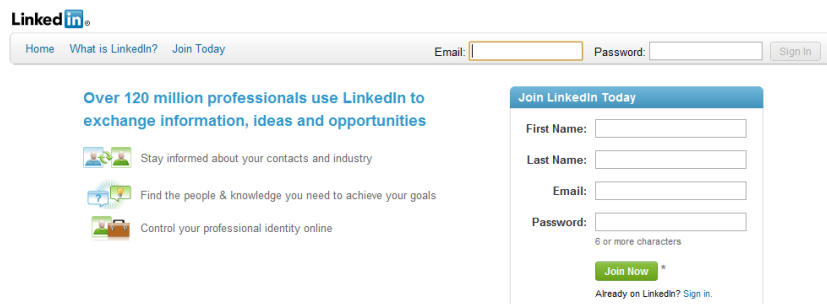 Linked in ®
Home What is LinkedIn? Join Today Email: Password: Sign In
Over 120 million professionals use LinkedIn to
exchange information, ideas and opportunities
Stay informed about your contacts and industry
Find the people & knowledge you need to achieve your goals
Control your professional identity online
Join LinkedIn Today
First Name:
Last Name:
Email:
Password:
6 or more characters
Join Now *
Already on LinkedIn? Sign in.